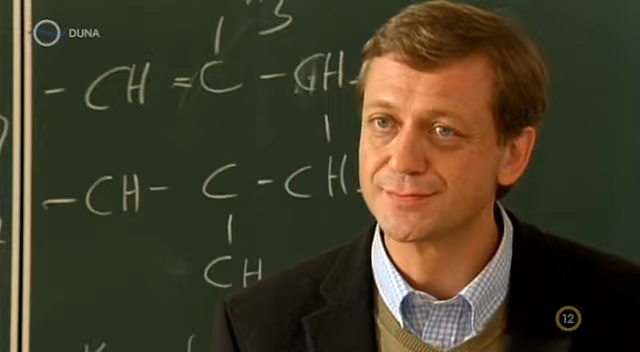 DUNA
3
- CH = C - CH
- CH - C - CH
CH
12